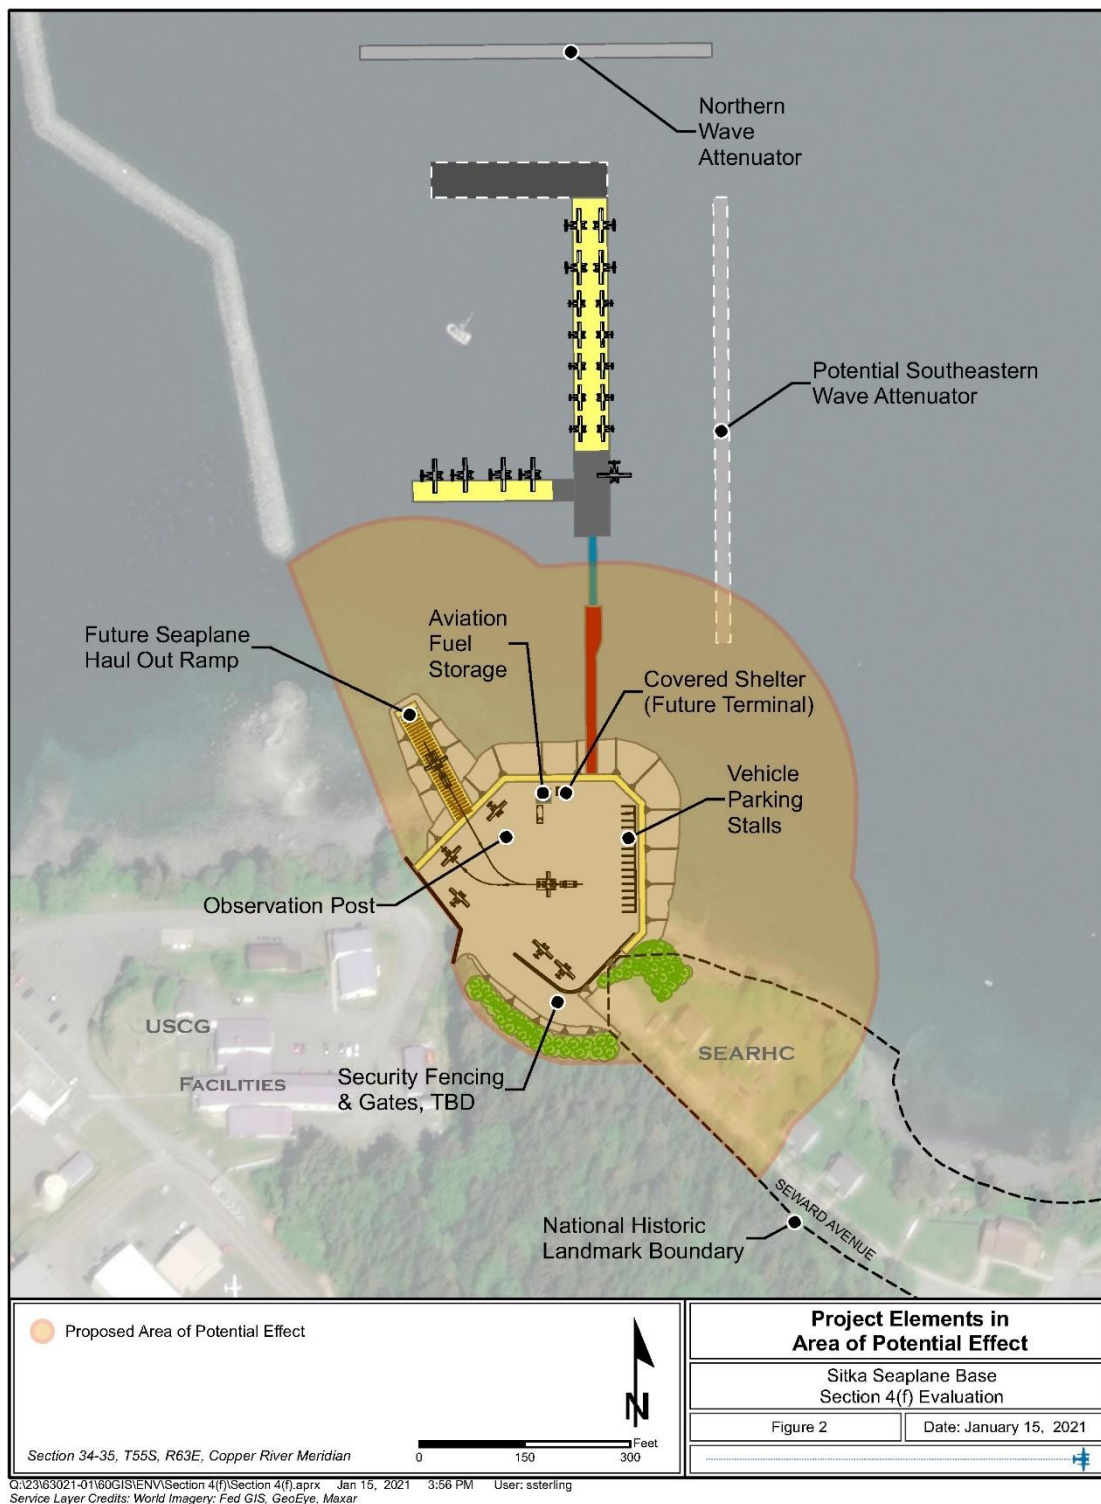 Northern
Wave
Attenuator
Potential Southeastern
Wave Attenuator
Future Seaplane
Haul Out Ramp
Aviation
Fuel
Storage
Covered Shelter
(Future Terminal)
Vehicle
Parking
Stalls
Observation Post
USCG
FACILITIES
SEARHC
Security Fencing
& Gates, TBD
National Historic
Landmark Boundary
SEWARD AVENUE
Proposed Area of Potential Effect
N
Section 34-35, T55S, R63E, Copper River Meridian
Feet
0 150 300
Project Elements in
Area of Potential Effect
Sitka Seaplane Base
Section 4(f) Evaluation
Figure 2
Date: January 15, 2021
Q:\23\63021-01\60GIS\ENV\Section 4(f)\Section 4(f).aprx Jan 15, 2021 3:56 PM User: ssterling
Service Layer Credits: World Imagery: Fed GIS, GeoEye, Maxar